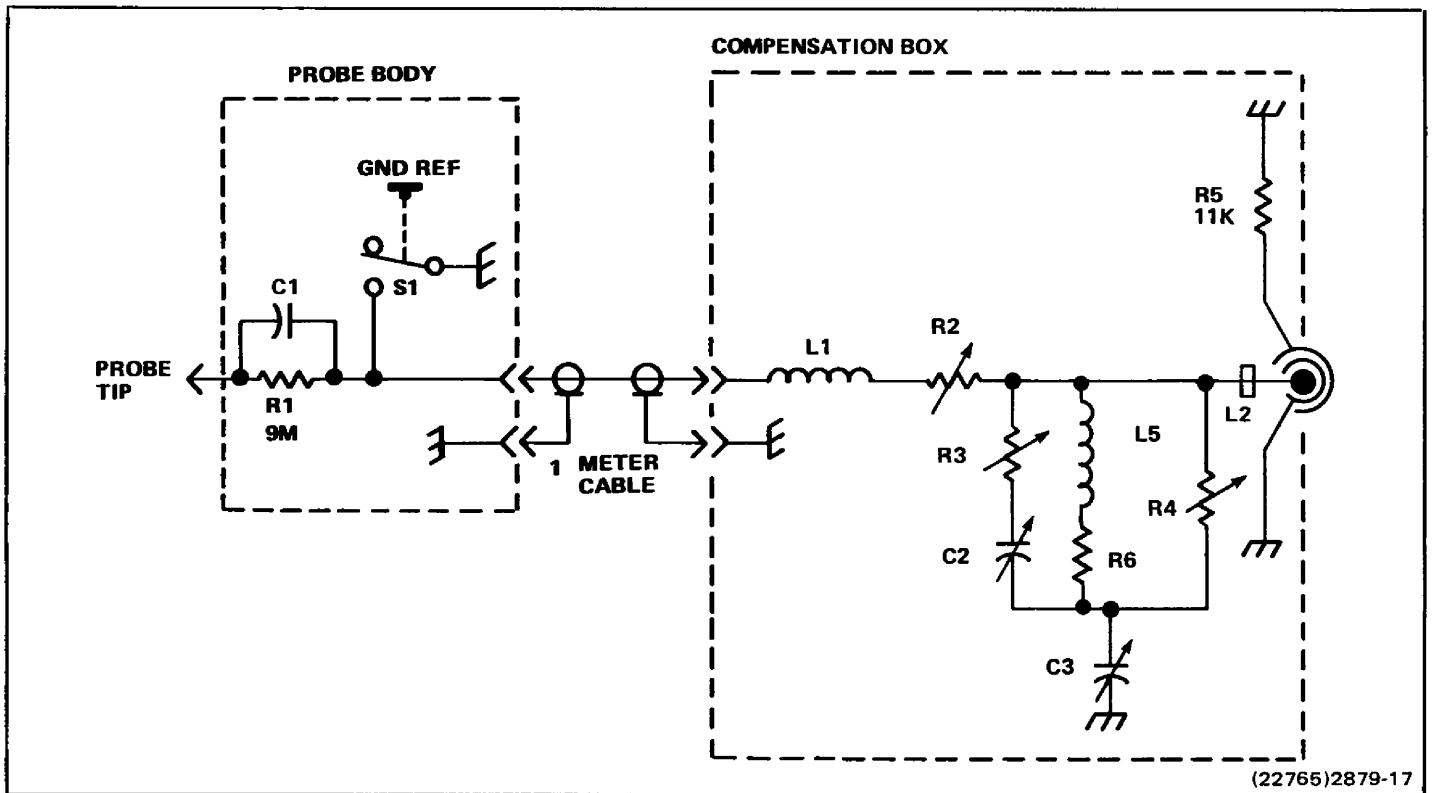 COMPENSATION BOX
PROBE BODY
GND REF
S1
C1
PROBE
TIP
R1
9M
1 METER
CABLE
L1
R2
R3
C2
L5
R6
R4
C3
L2
R5
11K
(22765)2879-17